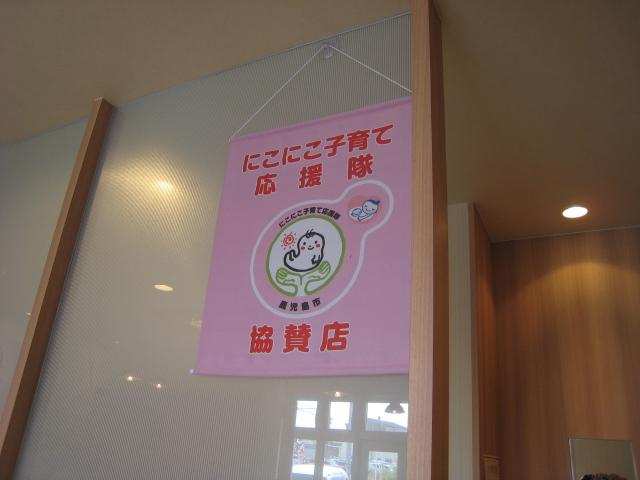 にこにこ子育て
応援隊
にこにこ子育て応援隊
鹿児島市
協賛店